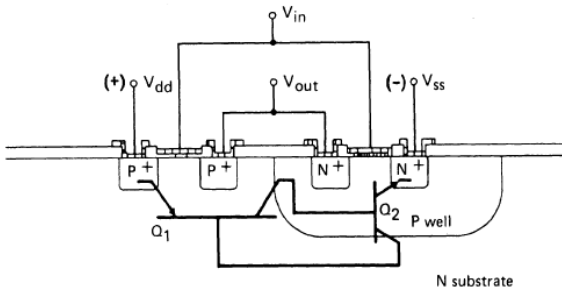 Vin
(+) Vdd
Vout
(-) Vss
P+
P+
N+
N+
Q1
Q2
P well
N substrate